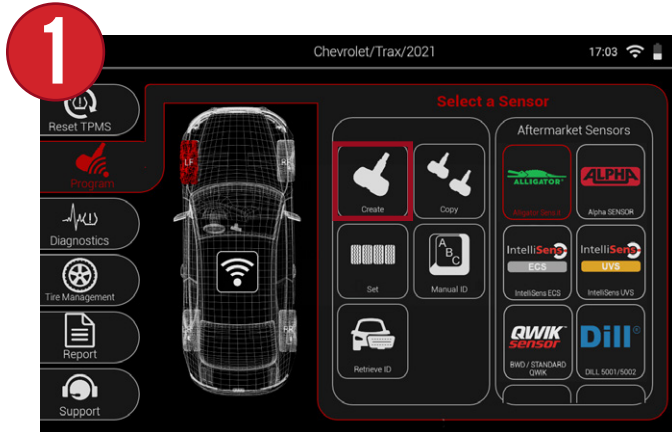 1
Chevrolet/Trax/2021
17:03
Reset TPMS
Program
Diagnostics
Tire Management
Report
Support
LF
RF
LR
RR
Select a Sensor
Create
Copy
Set
A
B
C
Manual ID
Retrieve ID
Aftermarket Sensors
ALLIGATOR
Alligator Sens.it
ALPHA
Alpha SENSOR
IntelliSens
ECS
IntelliSens ECS
IntelliSens
UVS
IntelliSens UVS
QWIK
sensor
BWD / STANDARD
QWIK
Dill®
DILL 5001/5002